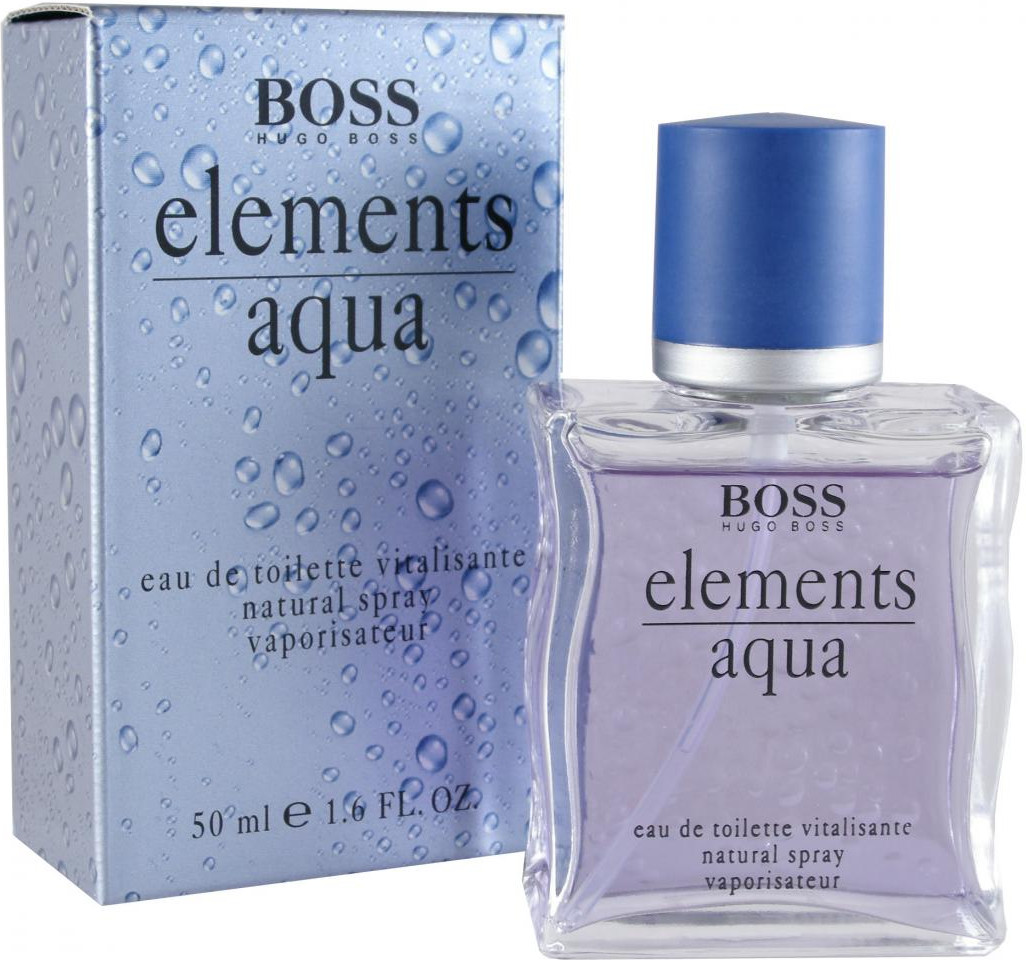 BOSS
HUGO BOSS
elements
aqua
eau de toilette vitalisante
natural spray
vaporisateur
50 ml ℮ 1.6 FL. OZ.
BOSS
HUGO BOSS
elements
aqua
eau de toilette vitalisante
natural spray
vaporisateur